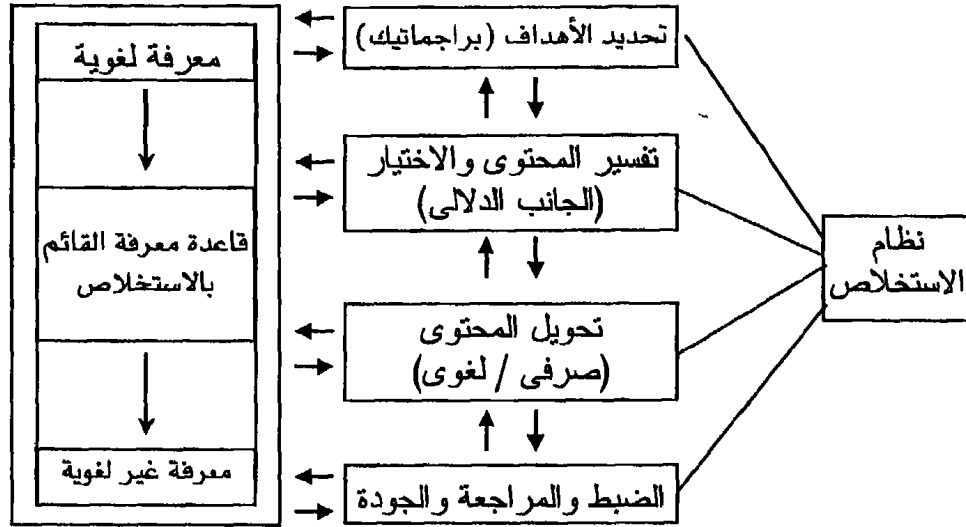 نظام
الاستخلاص
تحديد الأهداف (براجماتيك)
تفسير المحتوى والاختيار
(الجانب الدلالى)
تحويل المحتوى
(صرفى / لغوى)
الضبط والمراجعة والجودة
معرفة لغوية
قاعدة معرفة القائم
بالاستخلاص
معرفة غير لغوية